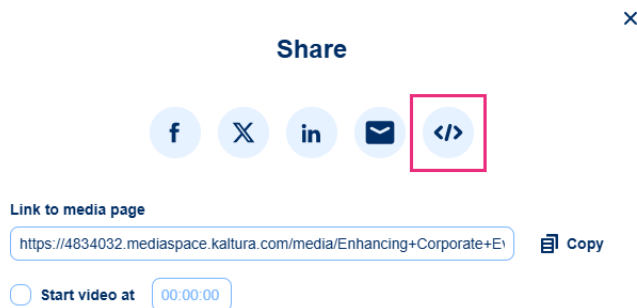 Share
f X in </>
Link to media page
https://4834032.mediaspace.kaltura.com/media/Enhancing+Corporate+E
Copy
Start video at 00:00:00